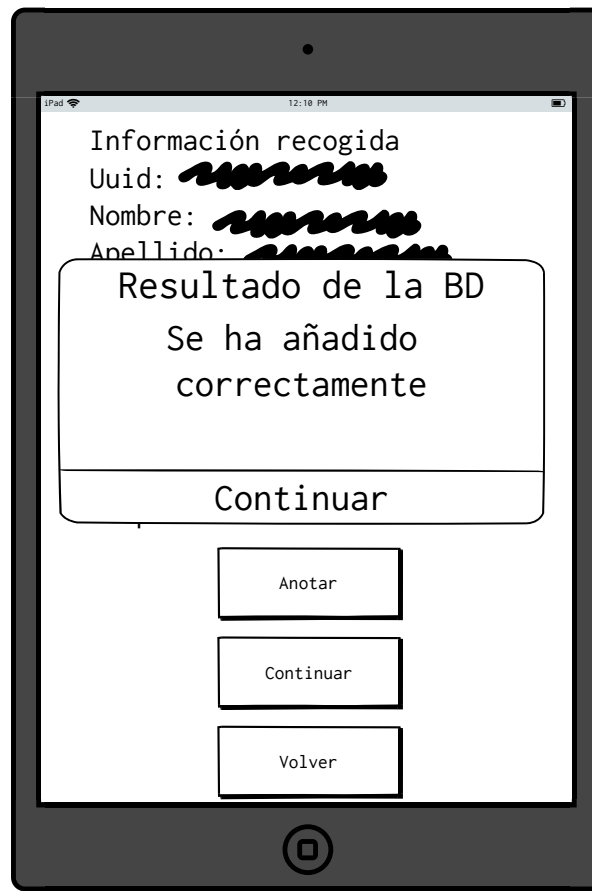 iPad 12:10 PM
Información recogida
Uuid:
Nombre:
Apellido:
Resultado de la BD
Se ha añadido
correctamente
Continuar
Anotar
Continuar
Volver